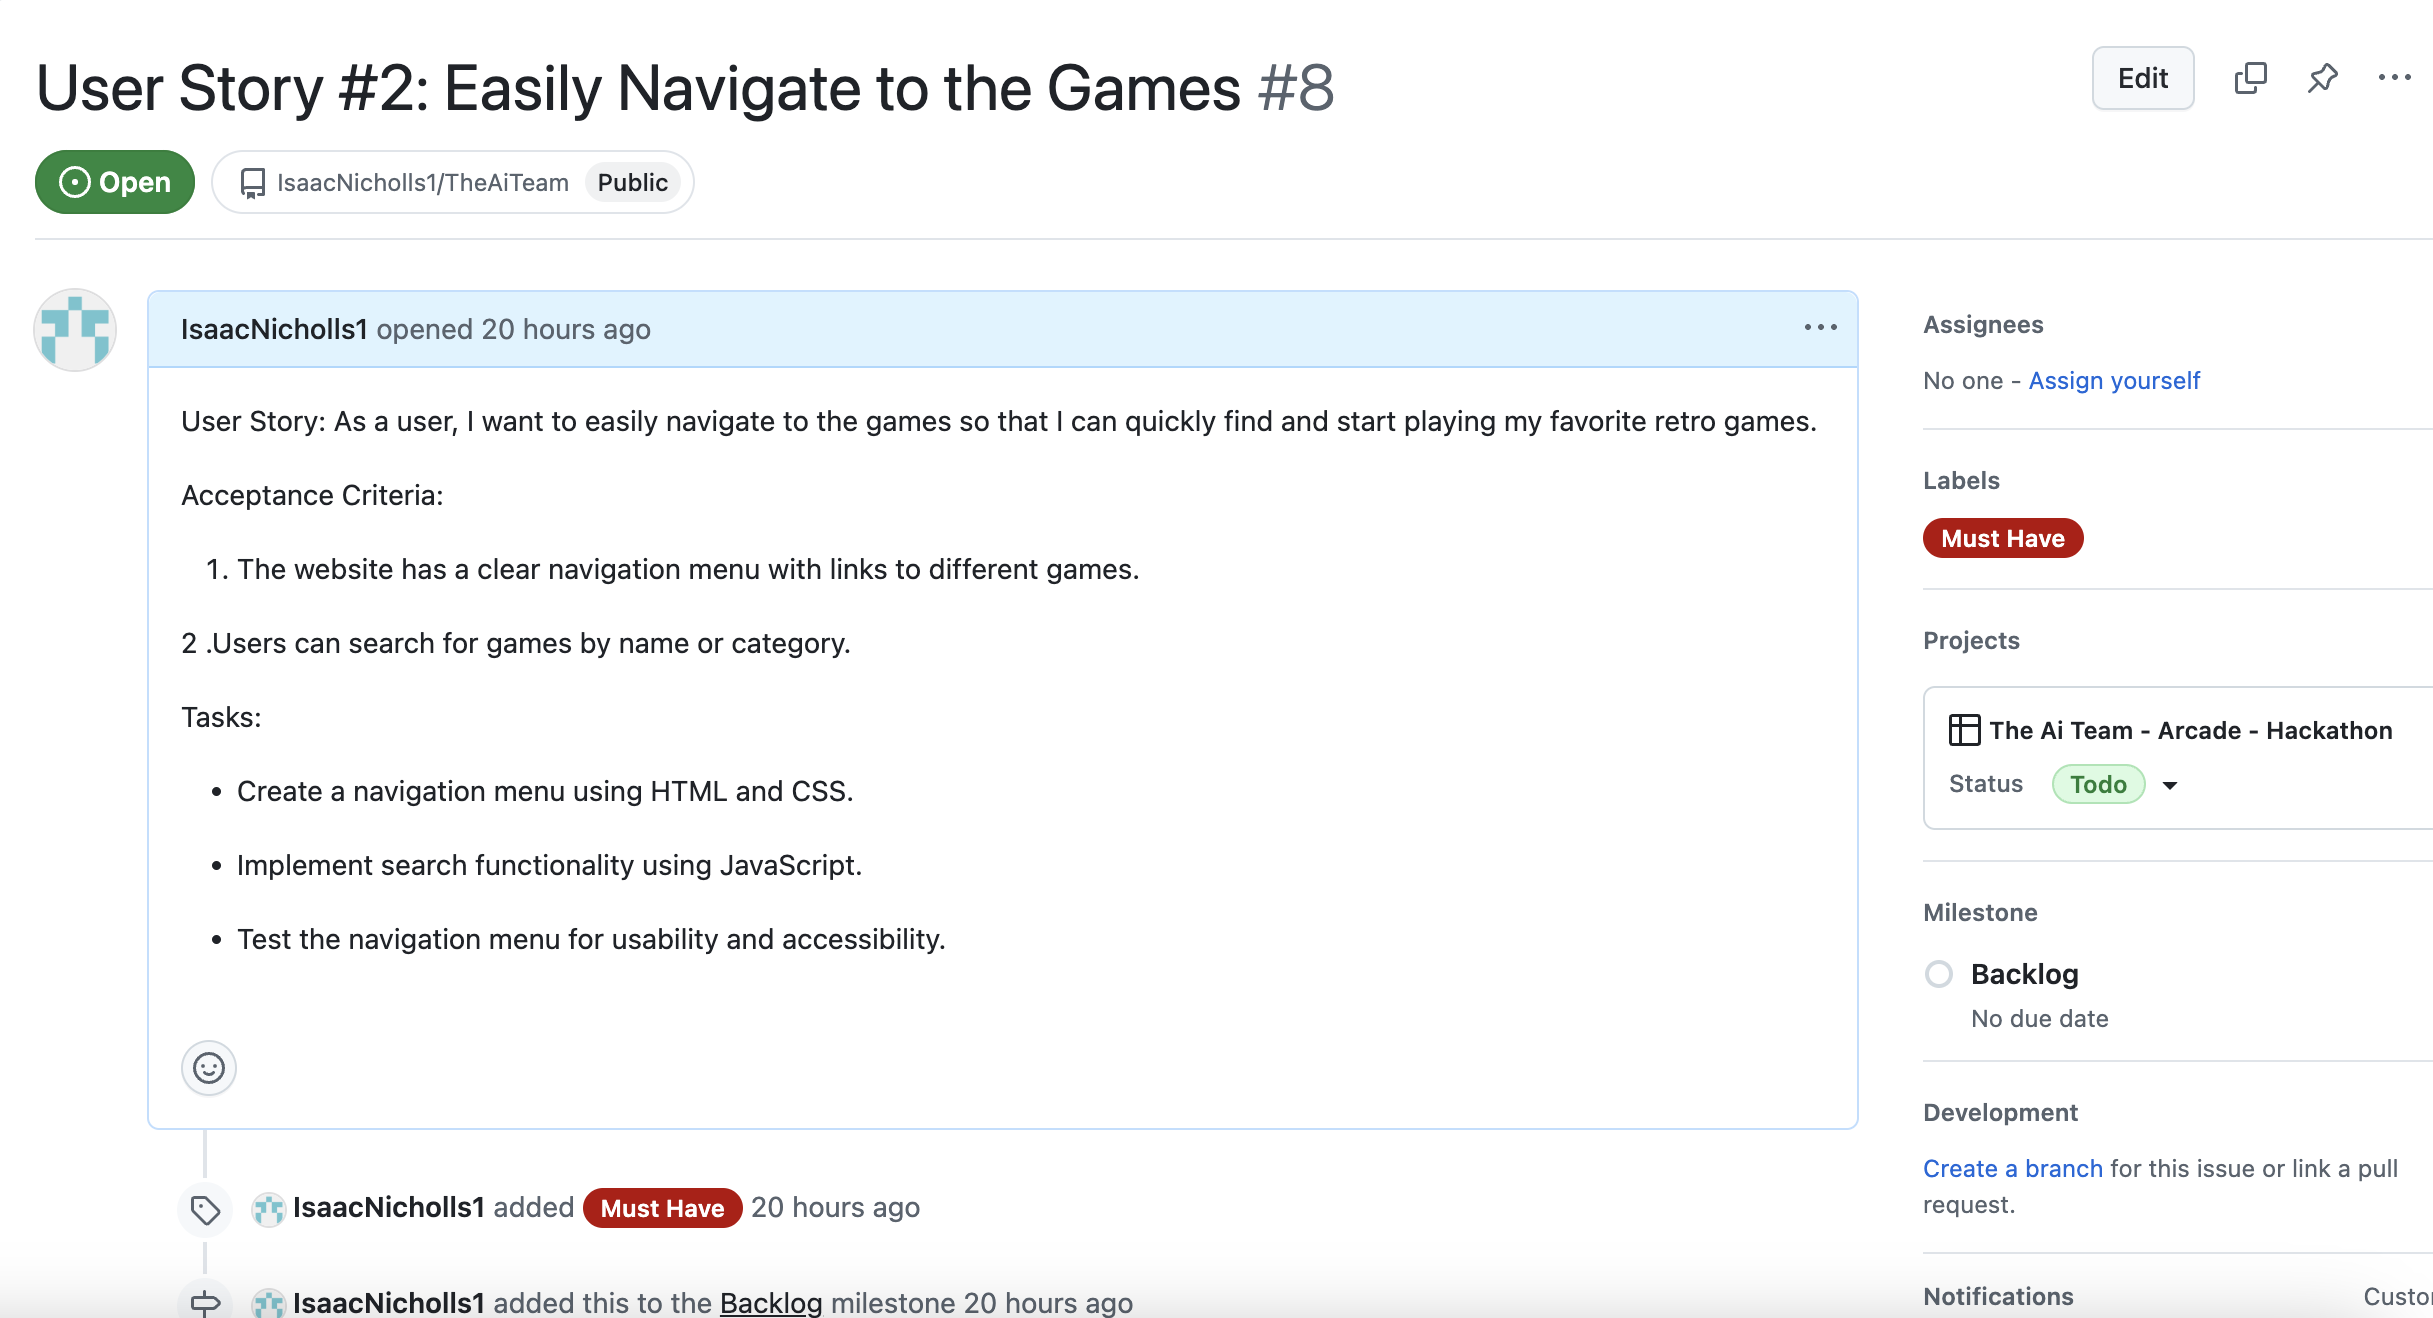 User Story #2: Easily Navigate to the Games #8
Edit
Open
IsaacNicholls1/TheAiTeam Public
IsaacNicholls1 opened 20 hours ago
User Story: As a user, I want to easily navigate to the games so that I can quickly find and start playing my favorite retro games.
Acceptance Criteria:
1. The website has a clear navigation menu with links to different games.
2 .Users can search for games by name or category.
Tasks:
• Create a navigation menu using HTML and CSS.
• Implement search functionality using JavaScript.
• Test the navigation menu for usability and accessibility.
IsaacNicholls1 added Must Have 20 hours ago
IsaacNicholls1 added this to the Backlog milestone 20 hours ago
Assignees
No one - Assign yourself
Labels
Must Have
Projects
The Ai Team - Arcade - Hackathon
Status Todo
Milestone
Backlog
No due date
Development
Create a branch for this issue or link a pull
request.
Notifications